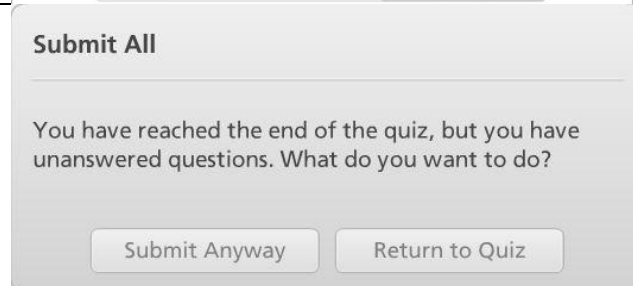 Submit All
You have reached the end of the quiz, but you have
unanswered questions. What do you want to do?
Submit Anyway
Return to Quiz